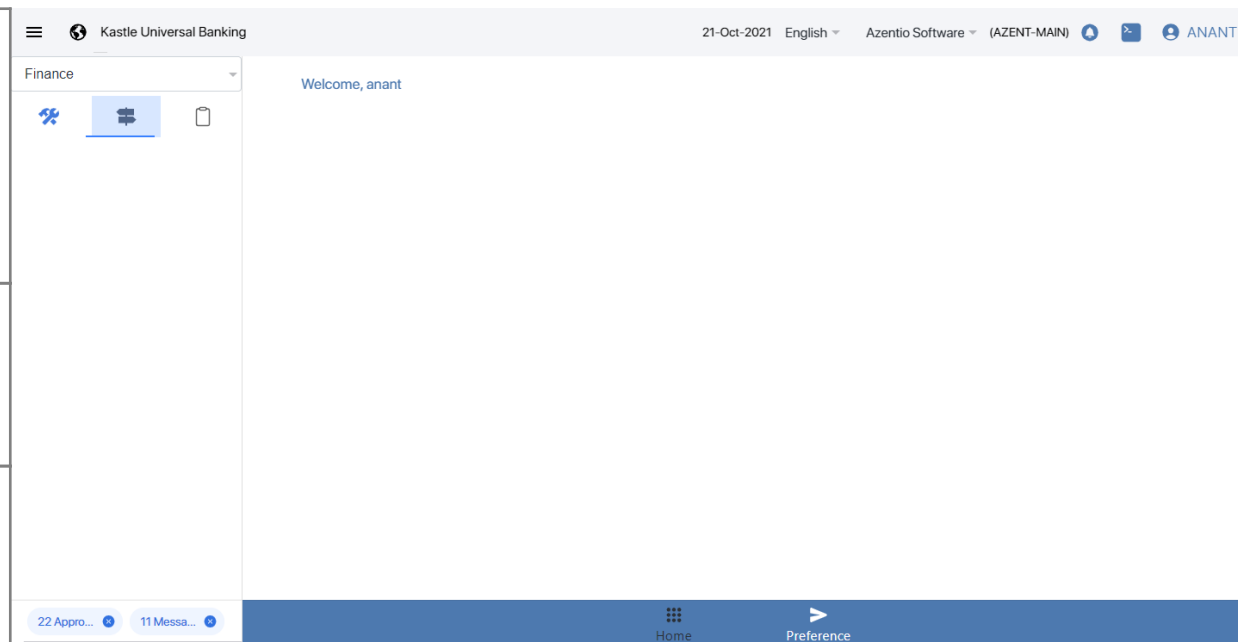 Kastle Universal Banking
21-Oct-2021 English Azentio Software (AZENT-MAIN) ANANT
Finance
Welcome, anant
22 Appro... 11 Messa...
Home Preference